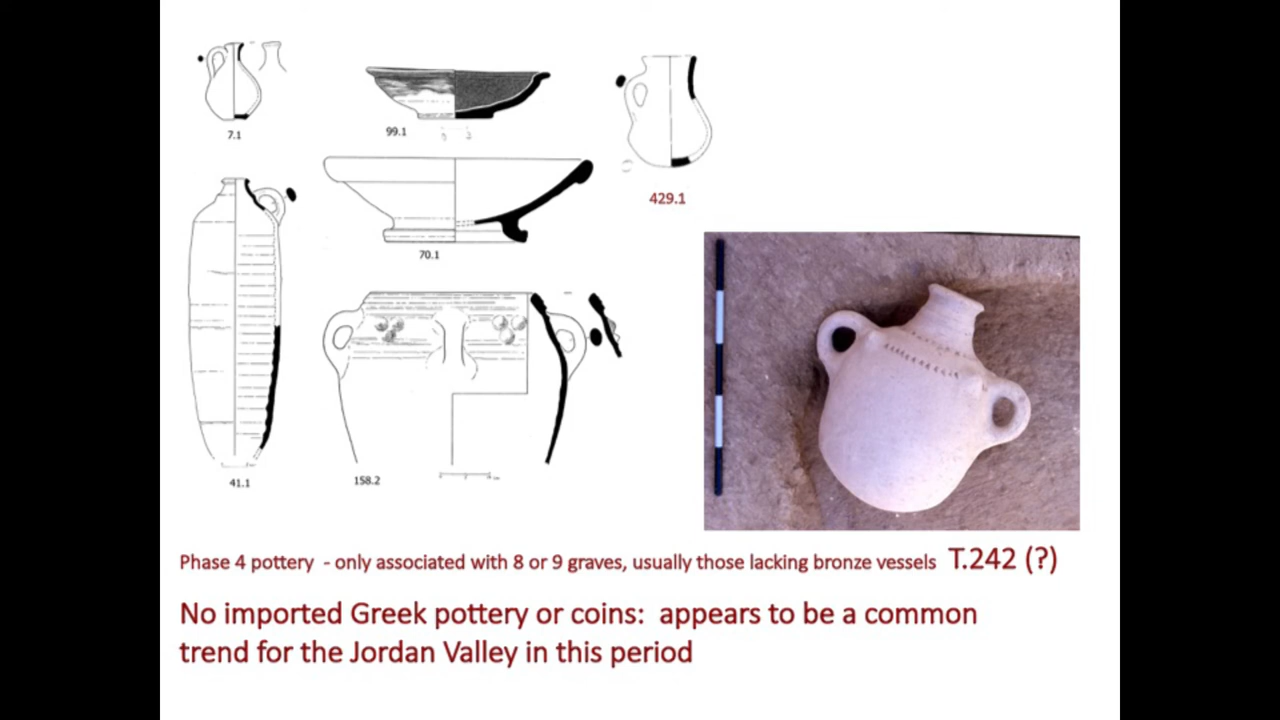 7.1
99.1
429.1
70.1
41.1
158.2
Phase 4 pottery - only associated with 8 or 9 graves, usually those lacking bronze vessels T.242 (?)
No imported Greek pottery or coins: appears to be a common
trend for the Jordan Valley in this period